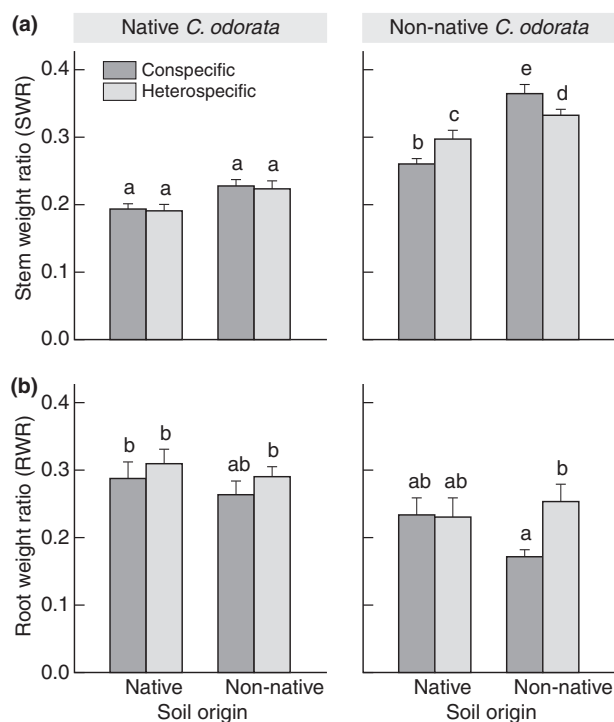 (a)
Native C. odorata
Non-native C. odorata
Stem weight ratio (SWR)
0.4
0.3
0.2
0.1
0.0
Conspecific
Heterospecific
a
a
a
a
b
c
e
d
(b)
Root weight ratio (RWR)
0.4
0.3
0.2
0.1
0.0
b
b
ab
b
ab
ab
a
b
Native
Non-native
Native
Non-native
Soil origin
Soil origin